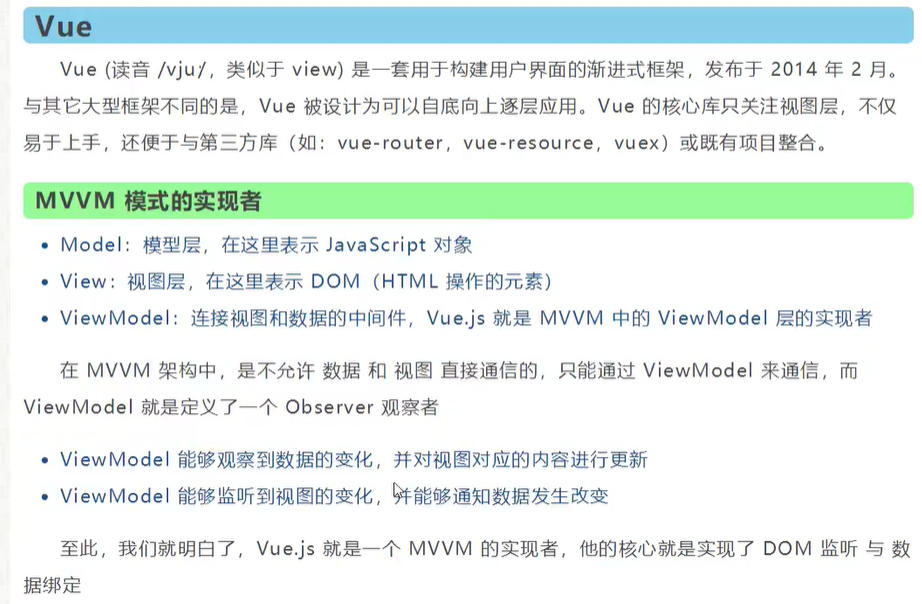 Vue
Vue (读音 /vjuː/，类似于 view) 是一套用于构建用户界面的渐进式框架，发布于 2014 年 2 月。
与其它大型框架不同的是，Vue 被设计为可以自底向上逐层应用。Vue 的核心库只关注视图层，不仅
易于上手，还便于与第三方库（如：vue-router，vue-resource，vuex）或既有项目整合。
MVVM 模式的实现者
• Model：模型层，在这里表示 JavaScript 对象
• View：视图层，在这里表示 DOM（HTML 操作的元素）
• ViewModel：连接视图和数据的中间件，Vue.js 就是 MVVM 中的 ViewModel 层的实现者
在 MVVM 架构中，是不允许 数据 和 视图 直接通信的，只能通过 ViewModel 来通信，而
ViewModel 就是定义了一个 Observer 观察者
• ViewModel 能够观察到数据的变化，并对视图对应的内容进行更新
• ViewModel 能够监听到视图的变化，并能够通知数据发生改变
至此，我们就明白了，Vue.js 就是一个 MVVM 的实现者，他的核心就是实现了 DOM 监听 与 数
据绑定